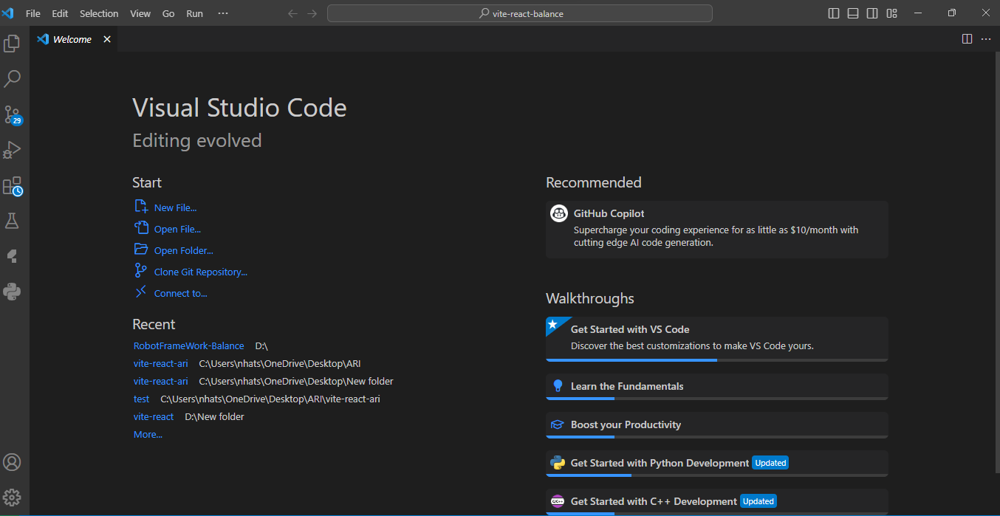 File Edit Selection View Go Run ···
vite-react-balance
Welcome
29
Visual Studio Code
Editing evolved
Start
New File...
Open File...
Open Folder...
Clone Git Repository...
Connect to...
Recent
RobotFrameWork-Balance D:\
vite-react-ari C:\Users\nhats\OneDrive\Desktop\ARI
vite-react-ari C:\Users\nhats\OneDrive\Desktop\New folder
test C:\Users\nhats\OneDrive\Desktop\ARI\vite-react-ari
vite-react D:\New folder
More...
Recommended
GitHub Copilot
Supercharge your coding experience for as little as $10/month with
cutting edge AI code generation.
Walkthroughs
Get Started with VS Code
Discover the best customizations to make VS Code yours.
Learn the Fundamentals
Boost your Productivity
Get Started with Python Development Updated
C/C++ Get Started with C++ Development Updated